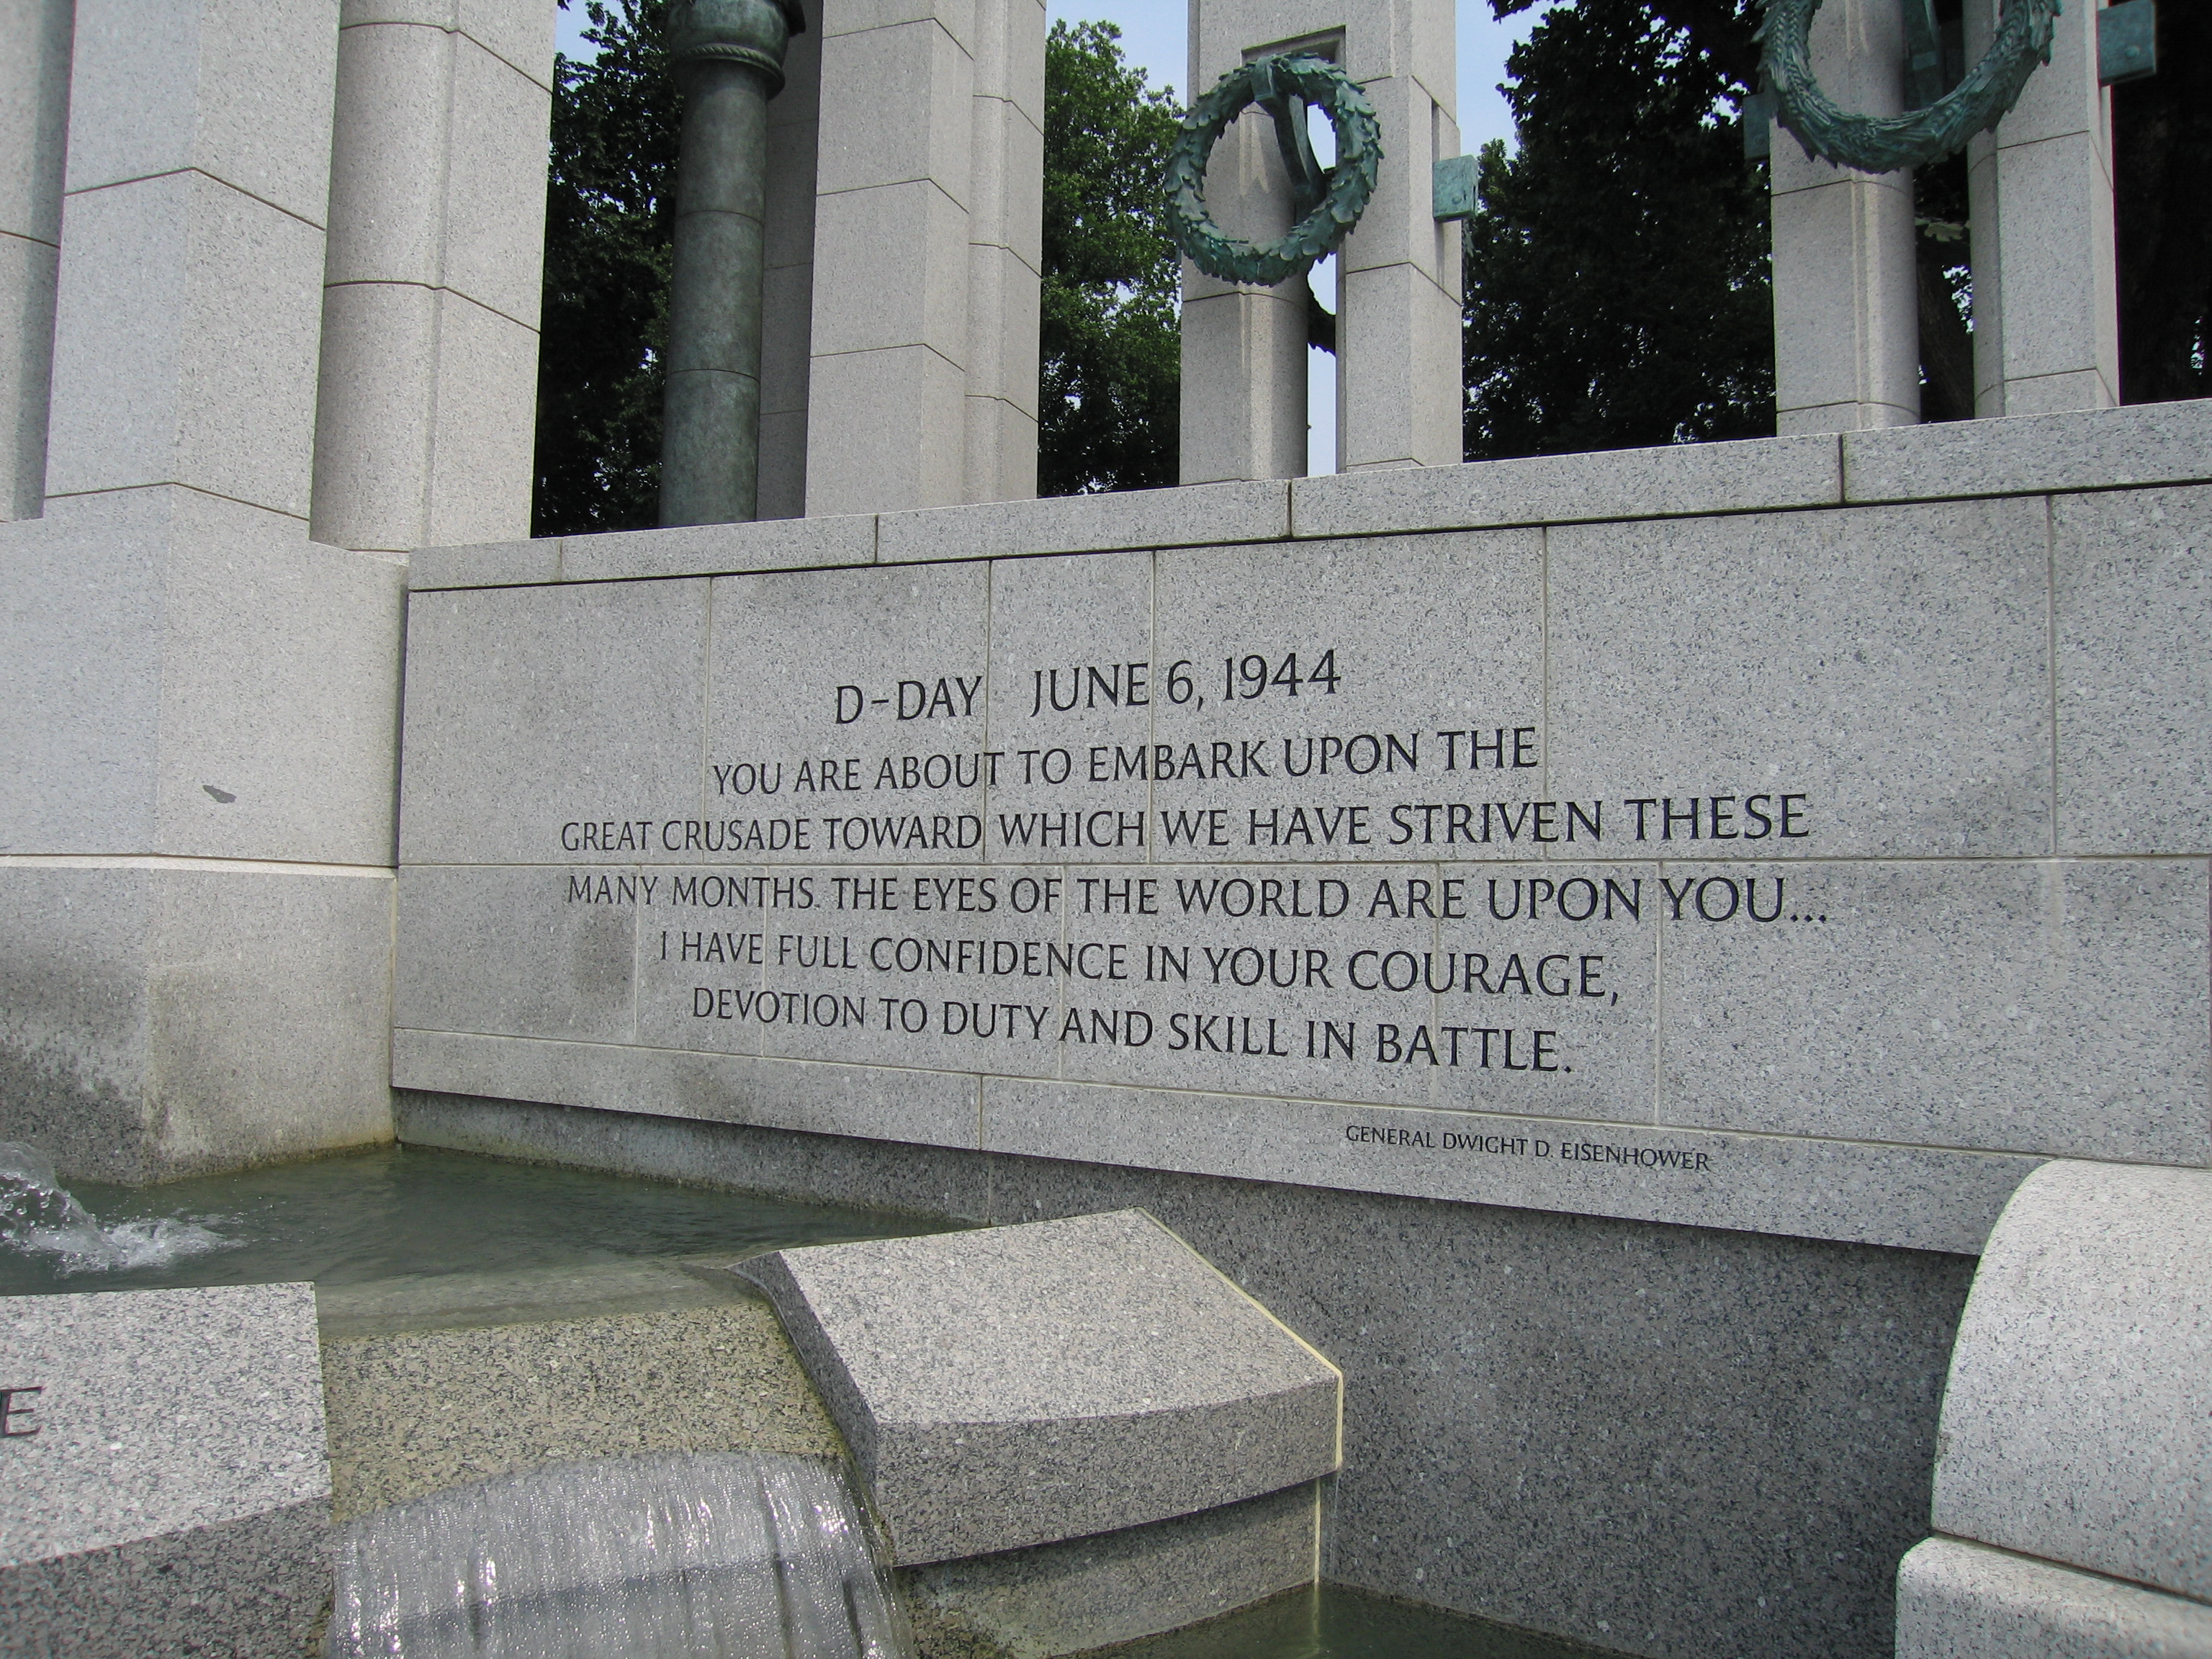 D-DAY JUNE 6, 1944
YOU ARE ABOUT TO EMBARK UPON THE
GREAT CRUSADE TOWARD WHICH WE HAVE STRIVEN THESE
MANY MONTHS. THE EYES OF THE WORLD ARE UPON YOU...
I HAVE FULL CONFIDENCE IN YOUR COURAGE,
DEVOTION TO DUTY AND SKILL IN BATTLE.
GENERAL DWIGHT D. EISENHOWER
E